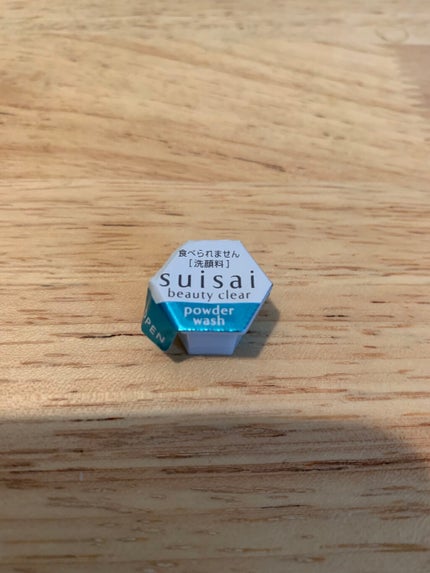 食べられません
[洗顔料]
suisai
beauty clear
powder
wash
OPEN